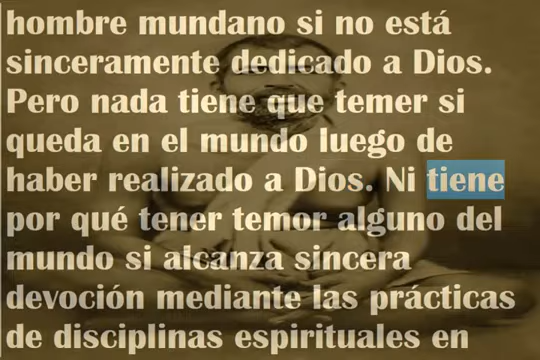 hombre mundano si no está
sinceramente dedicado a Dios.
Pero nada tiene que temer si
queda en el mundo luego de
haber realizado a Dios. Ni tiene
por qué tener temor alguno del
mundo si alcanza sincera
devoción mediante las prácticas
de disciplinas espirituales en